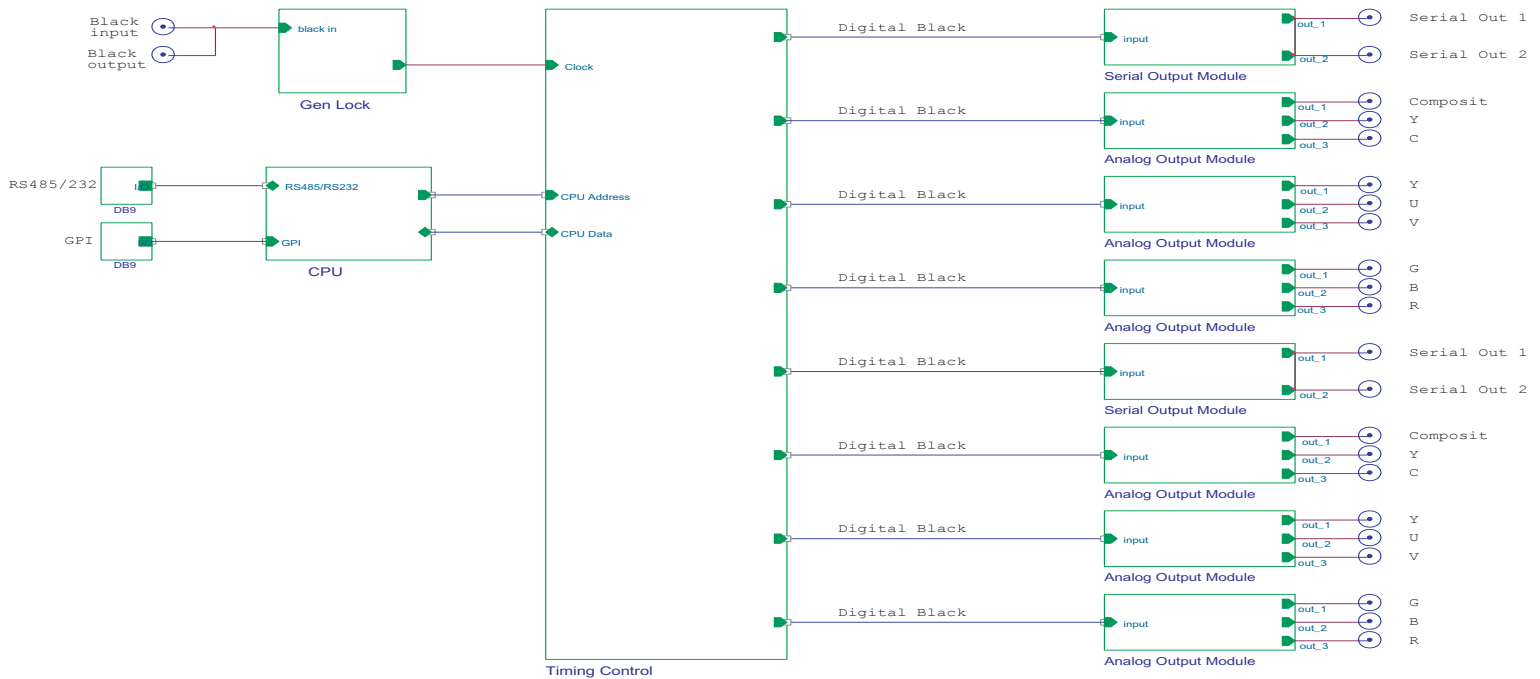 Black
input
Black
output
black in
Gen Lock
Clock
RS485/232
I/O
DB9
RS485/RS232
GPI
DB9
GPI
CPU
CPU Address
CPU Data
Timing Control
Digital Black
input
out_1
out_2
Serial Out 1
Serial Out 2
Serial Output Module
Digital Black
input
out_1
out_2
out_3
Composit
Y
C
Analog Output Module
Digital Black
input
out_1
out_2
out_3
Y
U
V
Analog Output Module
Digital Black
input
out_1
out_2
out_3
G
B
R
Analog Output Module
Digital Black
input
out_1
out_2
Serial Out 1
Serial Out 2
Serial Output Module
Digital Black
input
out_1
out_2
out_3
Composit
Y
C
Analog Output Module
Digital Black
input
out_1
out_2
out_3
Y
U
V
Analog Output Module
Digital Black
input
out_1
out_2
out_3
G
B
R
Analog Output Module